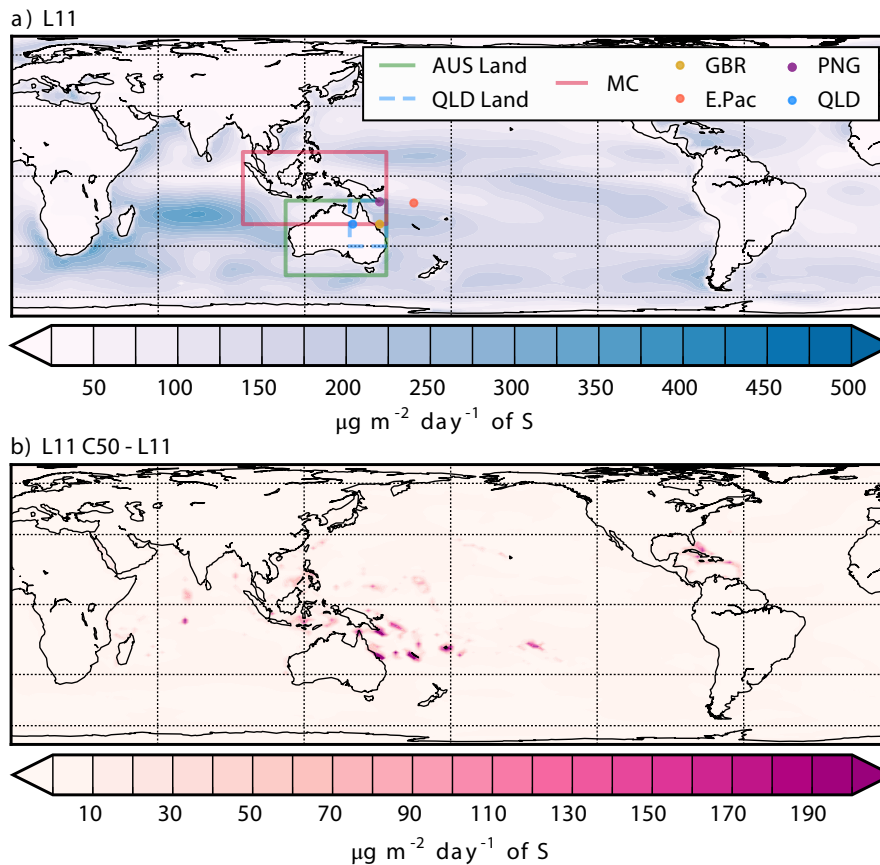 a) L11
AUS Land
QLD Land
MC
GBR
E.Pac
PNG
QLD
50 100 150 200 250 300 350 400 450 500
µg m⁻² day⁻¹ of S
b) L11 C50 - L11
10 30 50 70 90 110 130 150 170 190
µg m⁻² day⁻¹ of S